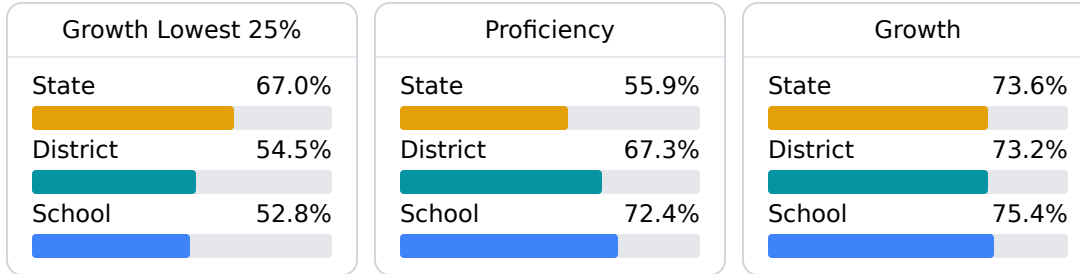 Growth Lowest 25%
State 67.0%
District 54.5%
School 52.8%
Proficiency
State 55.9%
District 67.3%
School 72.4%
Growth
State 73.6%
District 73.2%
School 75.4%